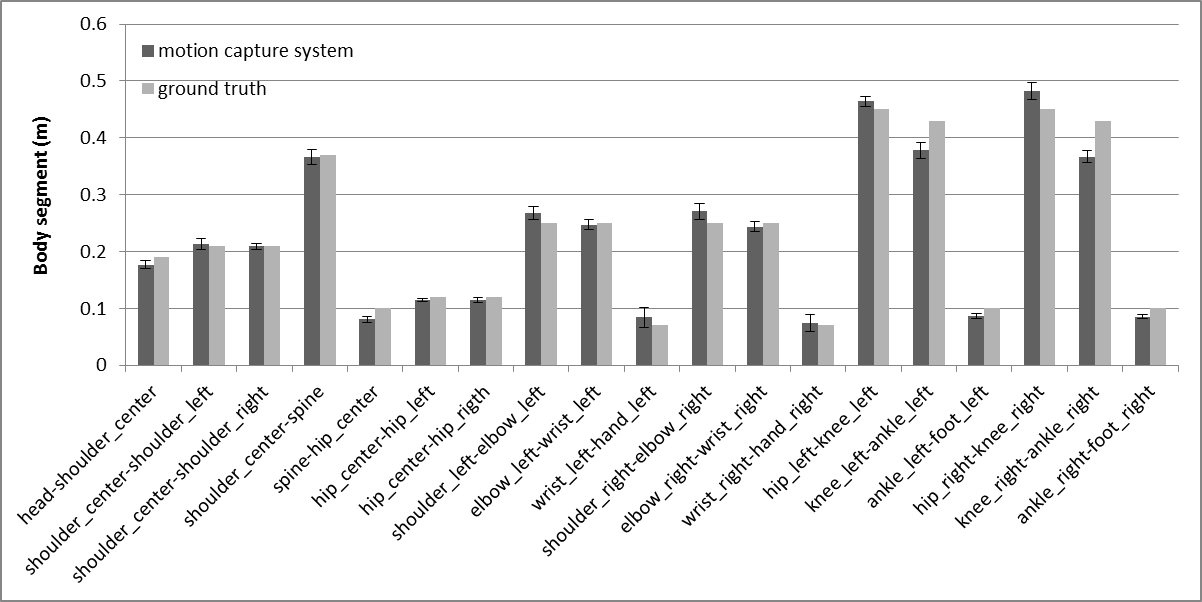 0.6
0.5
0.4
0.3
0.2
0.1
0
Body segment (m)
motion capture system
ground truth
head-shoulder_center
shoulder_center-shoulder_left
shoulder_center-shoulder_right
shoulder_center-spine
spine-hip_center
hip_center-hip_left
hip_center-hip_rigth
shoulder_left-elbow_left
elbow_left-wrist_left
wrist_left-hand_left
shoulder_right-elbow_right
elbow_right-wrist_right
wrist_right-hand_right
hip_left-knee_left
knee_left-ankle_left
ankle_left-foot_left
hip_right-knee_right
knee_right-ankle_right
ankle_right-foot_right